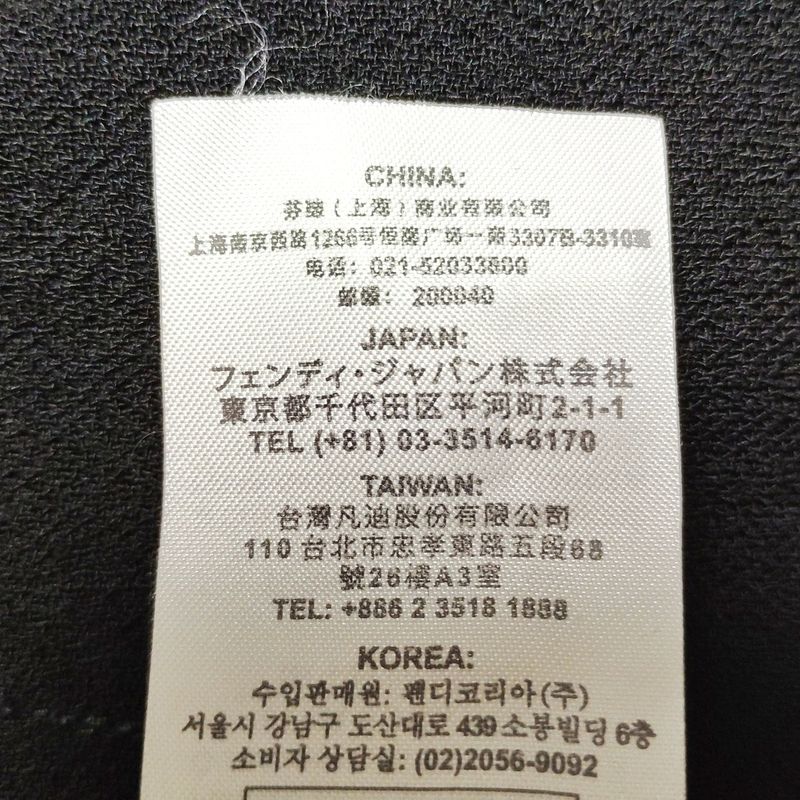 CHINA:
芬迪（上海）商业有限公司
上海南京西路1266号恒隆广场一期3307B-3310室
电话：021-52033600
邮编：200040
JAPAN:
フェンディ・ジャパン株式会社
東京都千代田区平河町2-1-1
TEL (+81) 03-3514-6170
TAIWAN:
台灣凡迪股份有限公司
110 台北市忠孝東路五段68
號26樓A3室
TEL: +886 2 3518 1888
KOREA:
수입판매원: 펜디코리아(주)
서울시 강남구 도산대로 439 소봉빌딩 6층
소비자 상담실: (02)2056-9092